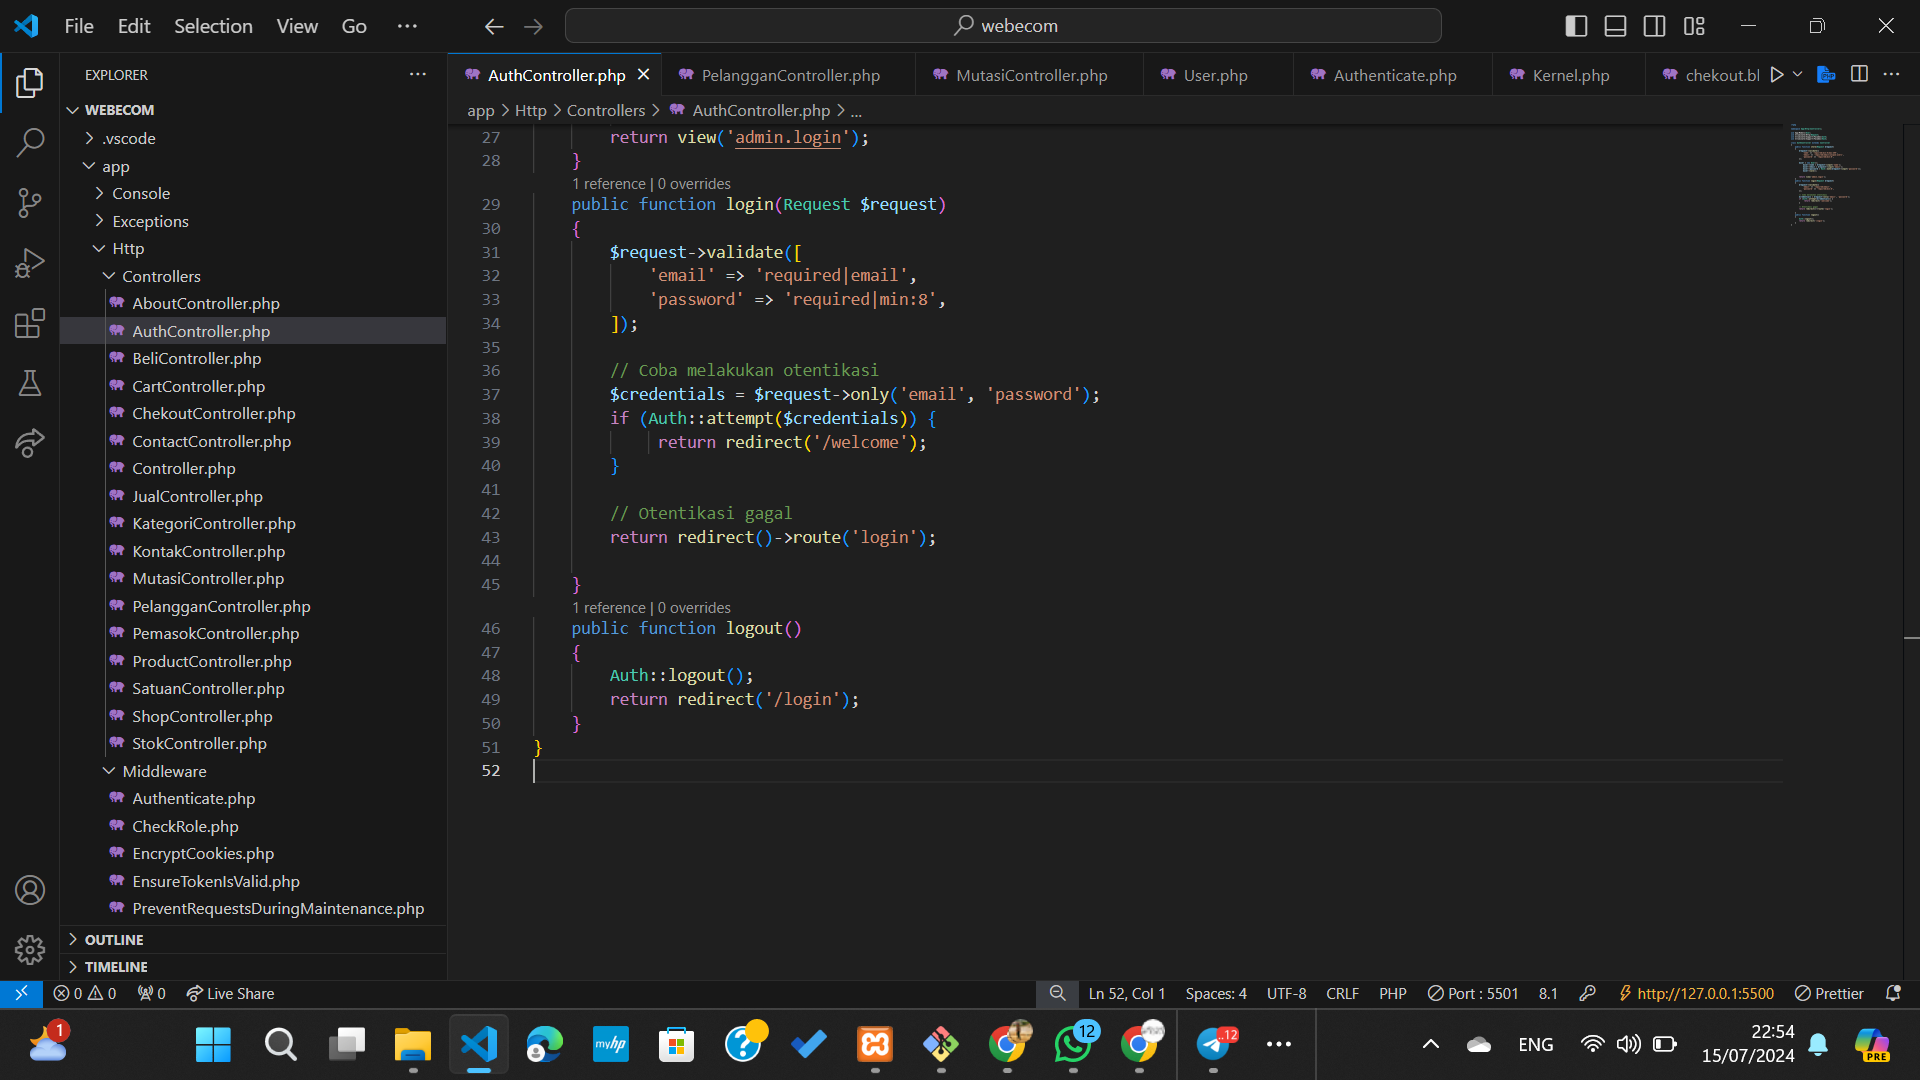 File Edit Selection View Go ··· webecom
EXPLORER ···
WEBECOM
.vscode
app
Console
Exceptions
Http
Controllers
AboutController.php
AuthController.php
BeliController.php
CartController.php
ChekoutController.php
ContactController.php
Controller.php
JualController.php
KategoriController.php
KontakController.php
MutasiController.php
PelangganController.php
PemasokController.php
ProductController.php
SatuanController.php
ShopController.php
StokController.php
Middleware
Authenticate.php
CheckRole.php
EncryptCookies.php
EnsureTokenIsValid.php
PreventRequestsDuringMaintenance.php
OUTLINE
TIMELINE
AuthController.php PelangganController.php MutasiController.php User.php Authenticate.php Kernel.php chekout.bl
app > Http > Controllers > AuthController.php > ...
27 return view('admin.login');
28 }
1 reference | 0 overrides
29 public function login(Request $request)
30 {
31 $request->validate([
32 'email' => 'required|email',
33 'password' => 'required|min:8',
34 ]);
35
36 // Coba melakukan otentikasi
37 $credentials = $request->only('email', 'password');
38 if (Auth::attempt($credentials)) {
39 return redirect('/welcome');
40 }
41
42 // Otentikasi gagal
43 return redirect()->route('login');
44
45 }
1 reference | 0 overrides
46 public function logout()
47 {
48 Auth::logout();
49 return redirect('/login');
50 }
51 }
52
0 0 0 Live Share Ln 52, Col 1 Spaces: 4 UTF-8 CRLF PHP Port : 5501 8.1 http://127.0.0.1:5500 Prettier
1 myhp 12 ..12 ENG 22:54
15/07/2024
PRE